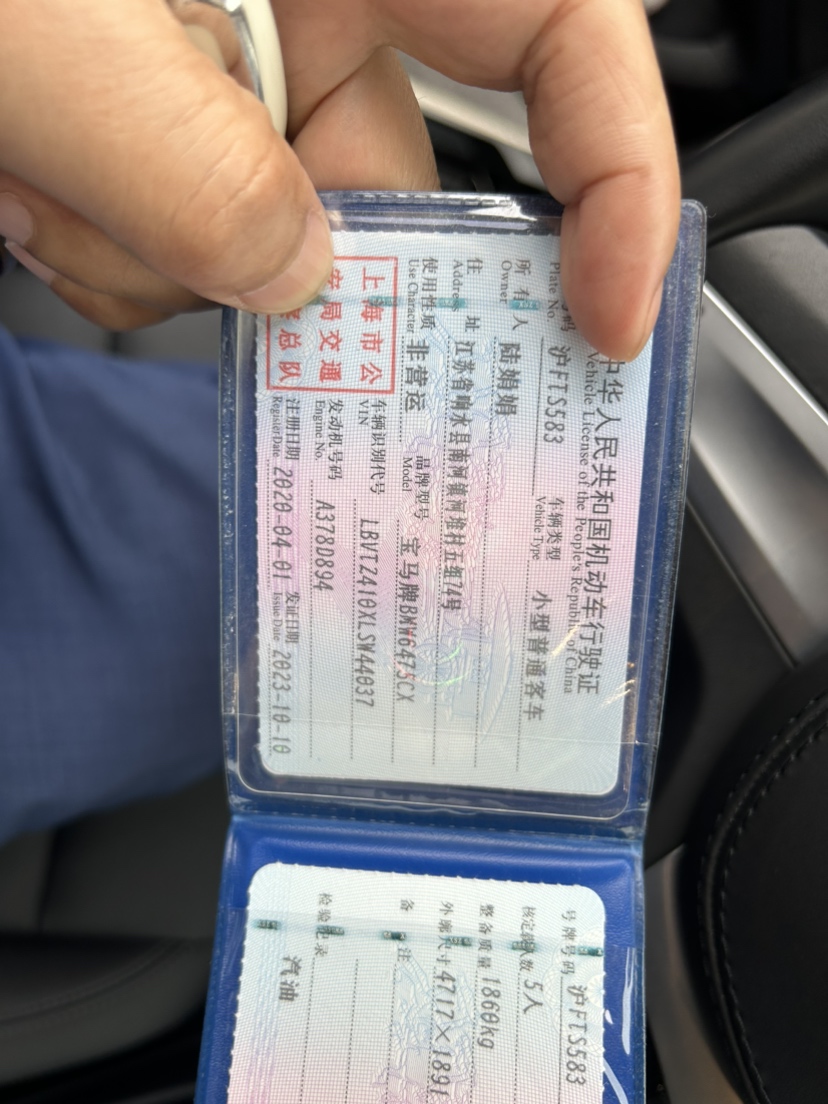 中华人民共和国机动车行驶证
Vehicle License of the People's Republic of China
号码 沪FTS583 车辆类型 小型普通客车
Plate No. Vehicle Type
所有人 陆娟娟
Owner
住址 江苏省响水县南河镇河堆村五组74号
Address
使用性质 非营运 品牌型号 宝马牌BMW6475CX
Use Character Model
上海市公
安局交通
总队
车辆识别代号 LBVTZ410XLSW44037
VIN
发动机号码 A378D894
Engine No.
注册日期 2020-04-01 发证日期 2023-10-10
Register Date Issue Date
号牌号码 沪FTS583
核定载人数 5人
整备质量 1860kg
外廓尺寸 4717×1891
备注
检验记录
汽油